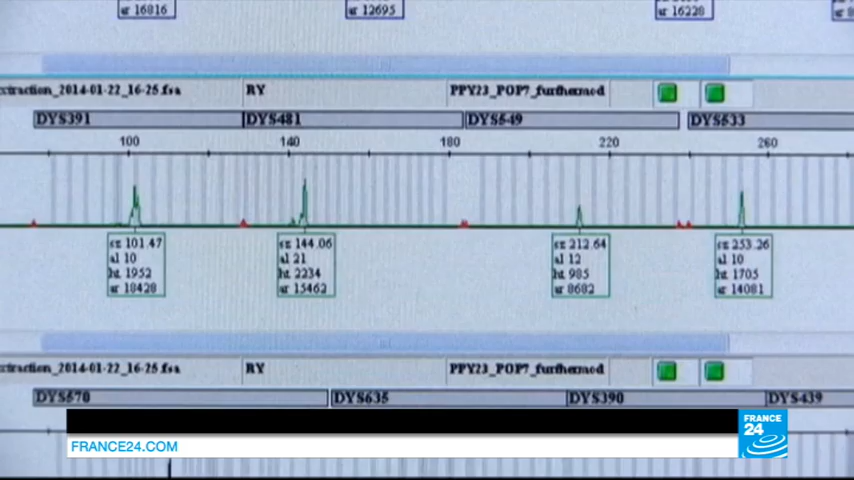 ar 16816
ar 12695
ar 16228
xtraction_2014-01-22_16-25.fsa RY PPY23_POP7_furthermod
DYS391 DYS481 DYS549 DYS533
100 140 180 220 260
sz 101.47
al 10
ht 1952
ar 18428
sz 144.06
al 21
ht 2234
ar 15462
sz 212.64
al 12
ht 985
ar 8682
sz 253.26
al 10
ht 1705
ar 14081
xtraction_2014-01-22_16-25.fsa RY PPY23_POP7_furthermod
DYS570 DYS635 DYS390 DYS439
FRANCE
24
FRANCE24.COM